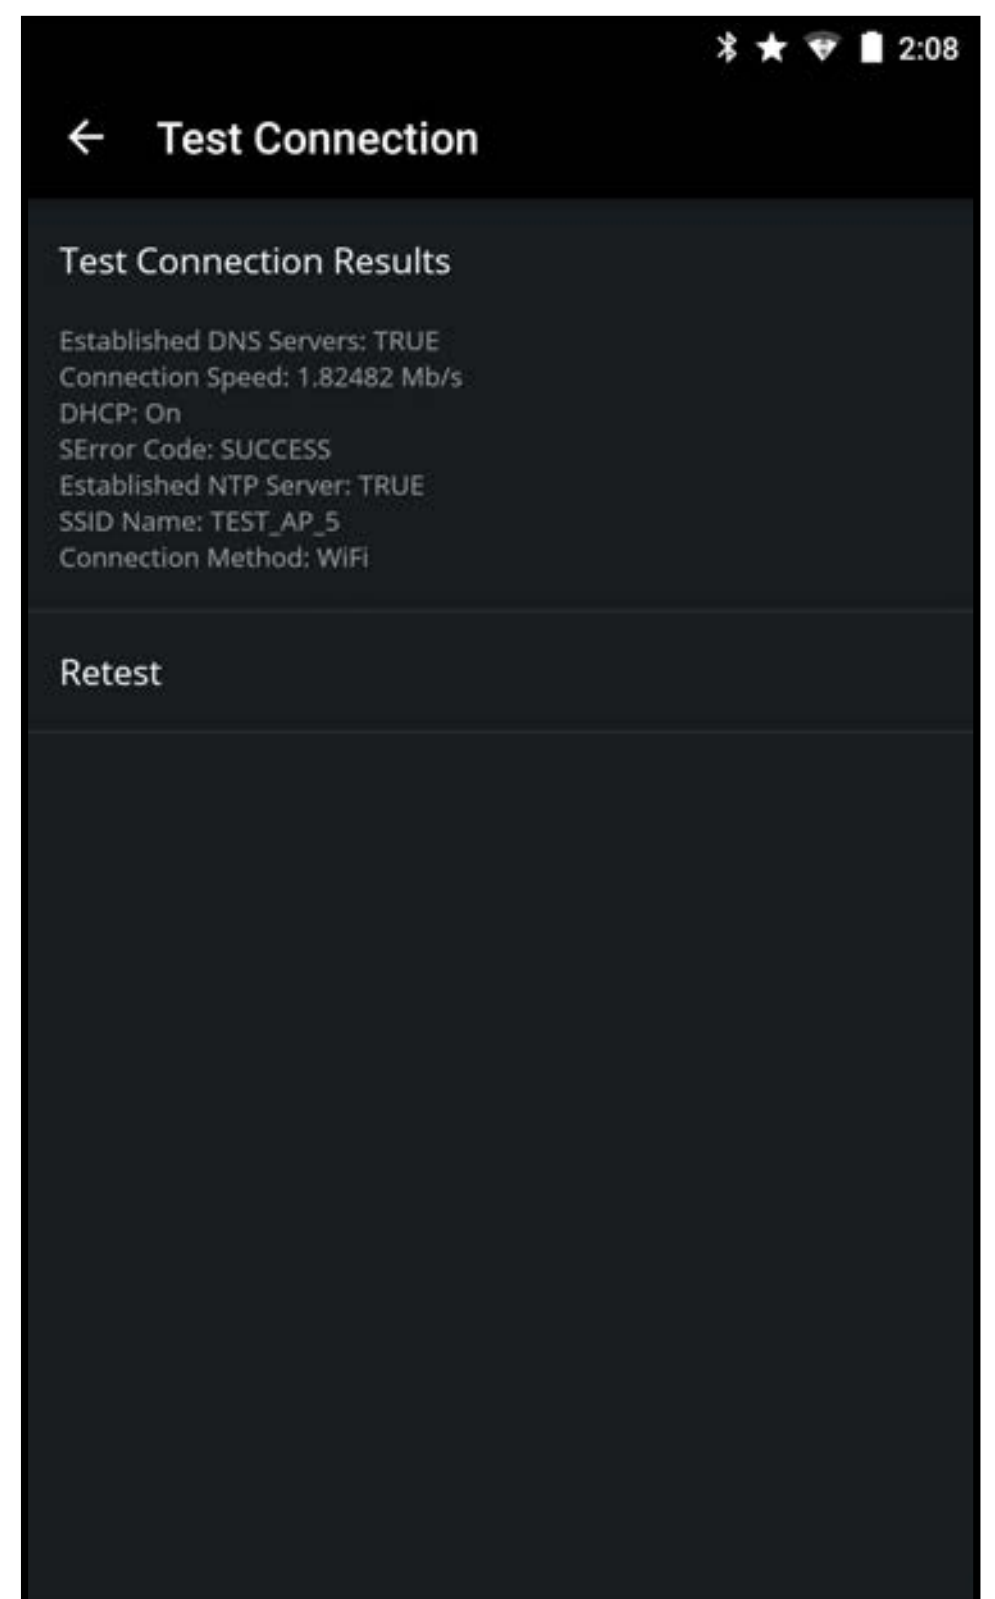 2:08
Test Connection
Test Connection Results
Established DNS Servers: TRUE
Connection Speed: 1.82482 Mb/s
DHCP: On
SError Code: SUCCESS
Established NTP Server: TRUE
SSID Name: TEST_AP_5
Connection Method: WiFi
Retest